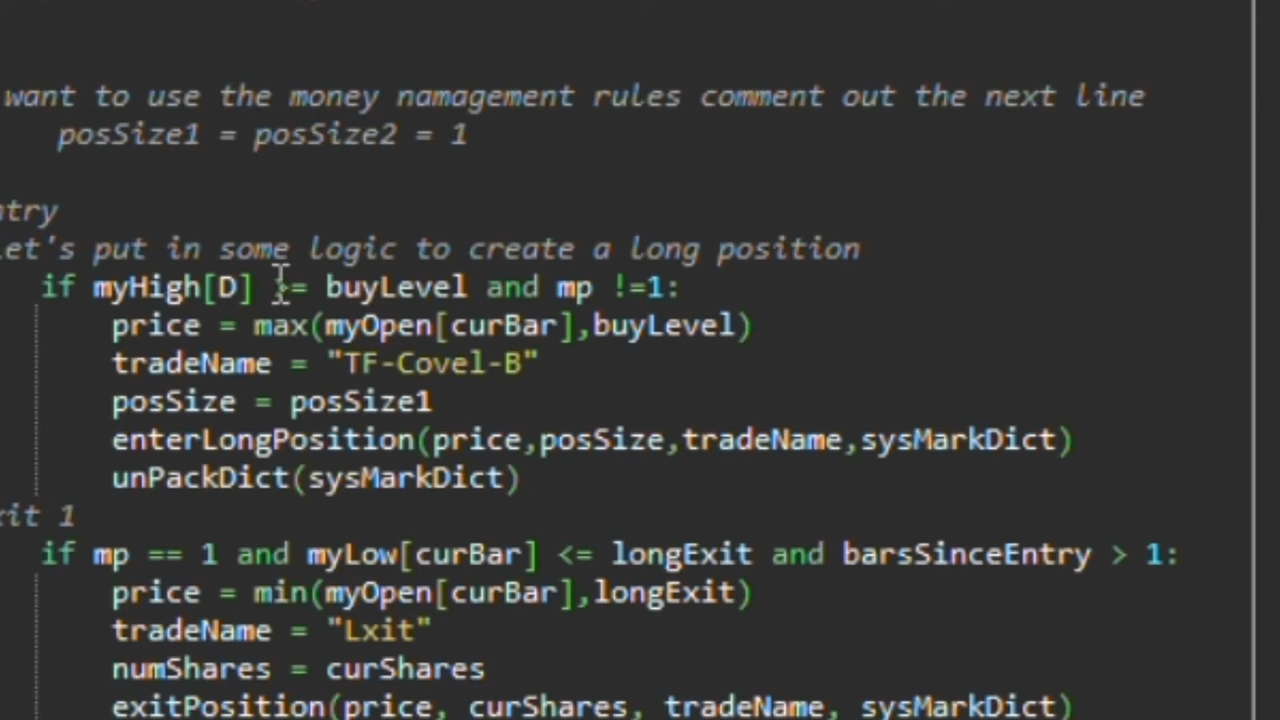 want to use the money namagement rules comment out the next line
posSize1 = posSize2 = 1
ntry
Let's put in some logic to create a long position
if myHigh[D] >= buyLevel and mp !=1:
price = max(myOpen[curBar],buyLevel)
tradeName = "TF-Covel-B"
posSize = posSize1
enterLongPosition(price,posSize,tradeName,sysMarkDict)
unPackDict(sysMarkDict)
xit 1
if mp == 1 and myLow[curBar] <= longExit and barsSinceEntry > 1:
price = min(myOpen[curBar],longExit)
tradeName = "Lxit"
numShares = curShares
exitPosition(price, curShares, tradeName, sysMarkDict)